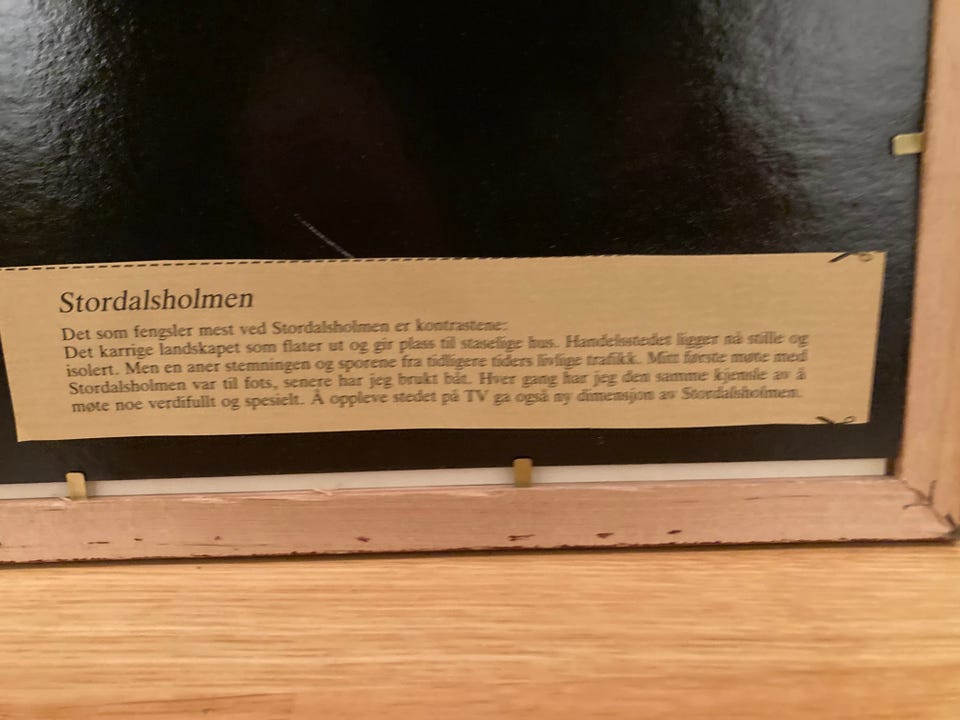 Stordalsholmen
Det som fengsler mest ved Stordalsholmen er kontrastene:
Det karrige landskapet som flater ut og gir plass til staselige hus. Handelsstedet ligger nå stille og
isolert. Men en aner stemningen og sporene fra tidligere tiders livlige trafikk. Mitt første møte med
Stordalsholmen var til fots, senere har jeg brukt båt. Hver gang har jeg den samme kjensle av å
møte noe verdifullt og spesielt. Å oppleve stedet på TV ga også ny dimensjon av Stordalsholmen.